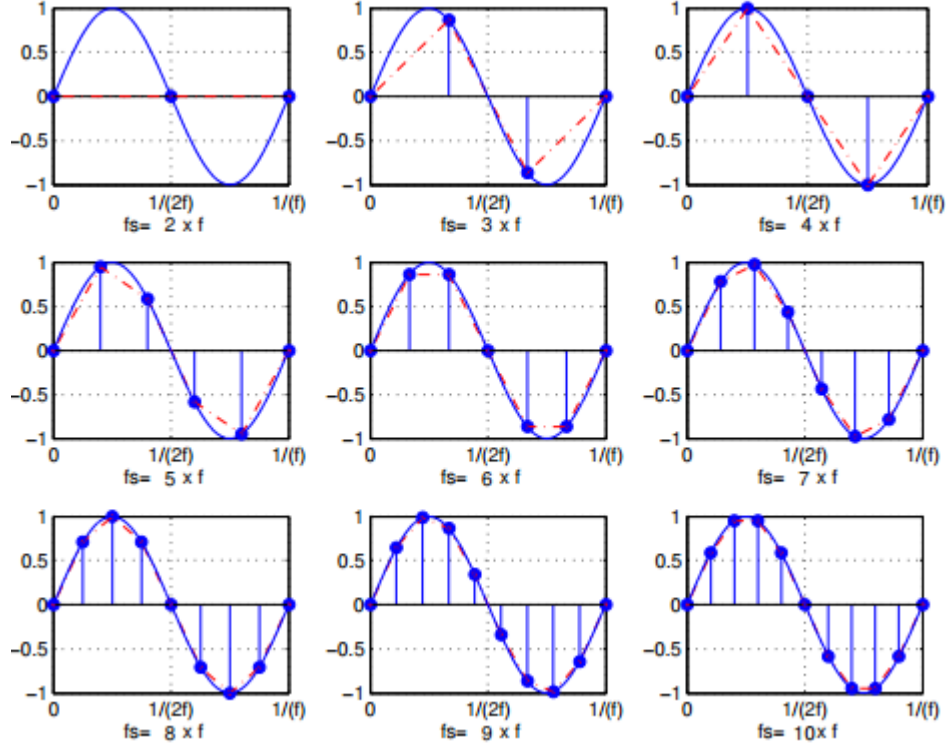 1
0.5
0
−0.5
−1
0 1/(2f) 1/(f)
fs= 2 x f
1
0.5
0
−0.5
−1
0 1/(2f) 1/(f)
fs= 3 x f
1
0.5
0
−0.5
−1
0 1/(2f) 1/(f)
fs= 4 x f
1
0.5
0
−0.5
−1
0 1/(2f) 1/(f)
fs= 5 x f
1
0.5
0
−0.5
−1
0 1/(2f) 1/(f)
fs= 6 x f
1
0.5
0
−0.5
−1
0 1/(2f) 1/(f)
fs= 7 x f
1
0.5
0
−0.5
−1
0 1/(2f) 1/(f)
fs= 8 x f
1
0.5
0
−0.5
−1
0 1/(2f) 1/(f)
fs= 9 x f
1
0.5
0
−0.5
−1
0 1/(2f) 1/(f)
fs= 10 x f